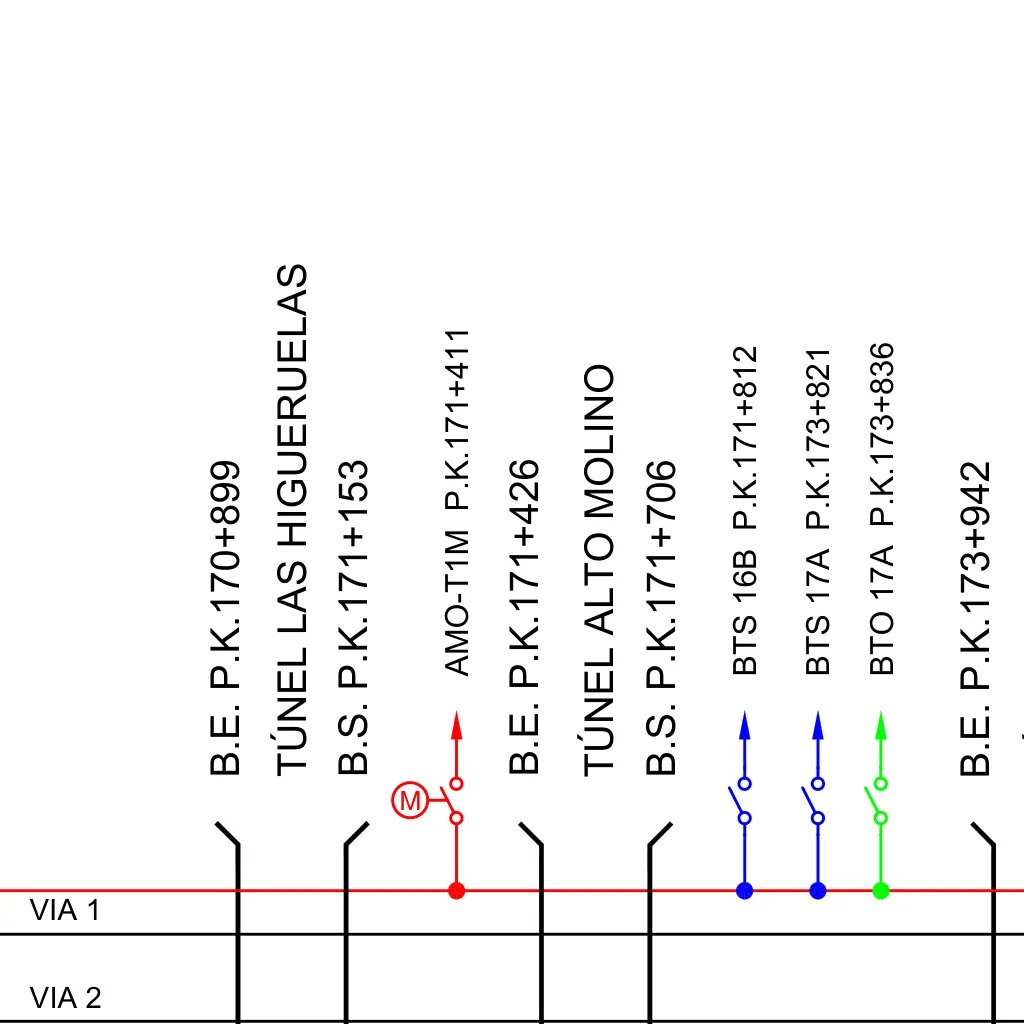 B.E. P.K.170+899
TÚNEL LAS HIGUERUELAS
B.S. P.K.171+153
AMO-T1M P.K.171+411
B.E. P.K.171+426
TÚNEL ALTO MOLINO
B.S. P.K.171+706
BTS 16B P.K.171+812
BTS 17A P.K.173+821
BTO 17A P.K.173+836
B.E. P.K.173+942
M
VIA 1
VIA 2